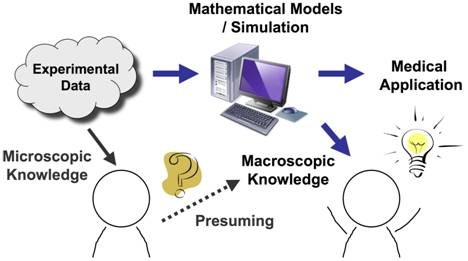 Mathematical Models
/ Simulation
Experimental
Data
Medical
Application
Microscopic
Knowledge
?
Macroscopic
Knowledge
Presuming